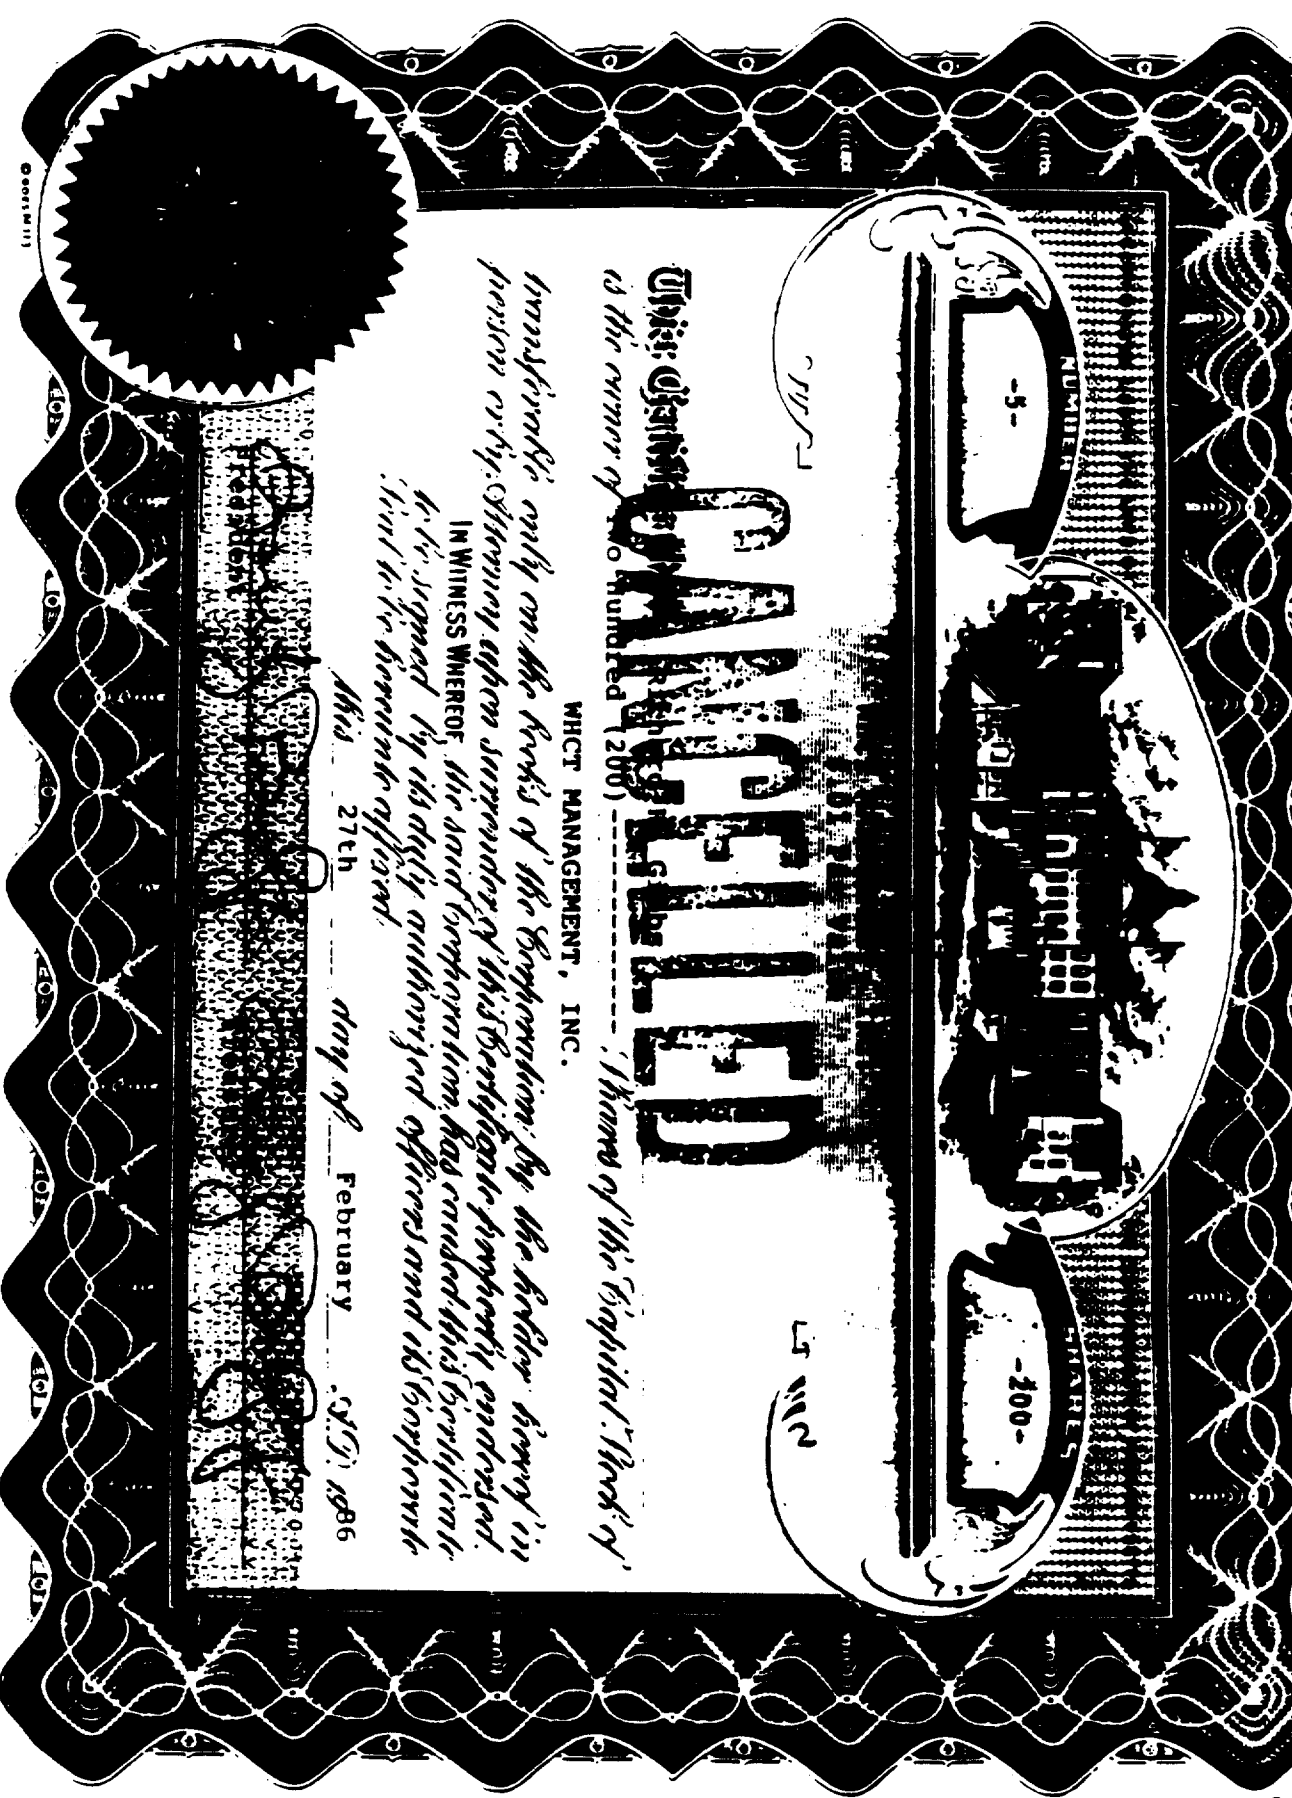 NUMBER
SHARES
-5-
-200-
CANCELLED
is the owner of Two hundred (200) ---------- Shares of the Capital Stock of
WHCT MANAGEMENT, INC.
transferable only on the books of the Corporation by the holder hereof in
person or by Attorney upon surrender of this Certificate properly endorsed.
IN WITNESS WHEREOF, the said Corporation has caused this Certificate
to be signed by its duly authorized officers and its Corporate
Seal to be hereunto affixed
this 27th day of February A.D. 1986